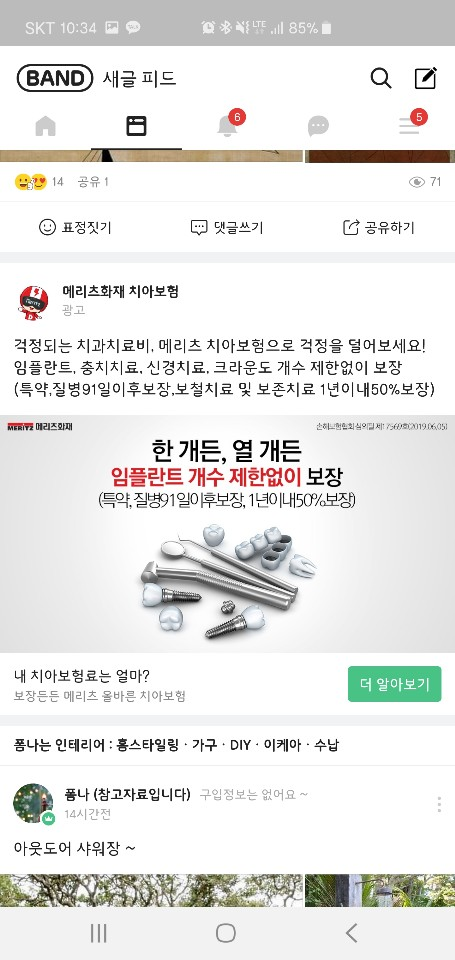 SKT 10:34
LTE
85%
BAND 새글 피드
6
5
14 공유 1
71
표정짓기
댓글쓰기
공유하기
메리츠화재 치아보험
광고
걱정되는 치과치료비, 메리츠 치아보험으로 걱정을 덜어보세요!
임플란트, 충치치료, 신경치료, 크라운도 개수 제한없이 보장
(특약,질병91일이후보장,보철치료 및 보존치료 1년이내50%보장)
MERITZ 메리츠화재
손해보험협회 심의필 제17569호(2019.06.05)
한 개든, 열 개든
임플란트 개수 제한없이 보장
(특약, 질병91일이후보장, 1년이내50%보장)
내 치아보험료는 얼마?
보장든든 메리츠 올바른 치아보험
더 알아보기
폼나는 인테리어 : 홈스타일링 · 가구 · DIY · 이케아 · 수납
폼나 (참고자료입니다) 구입정보는 없어요 ~
14시간전
아웃도어 샤워장 ~